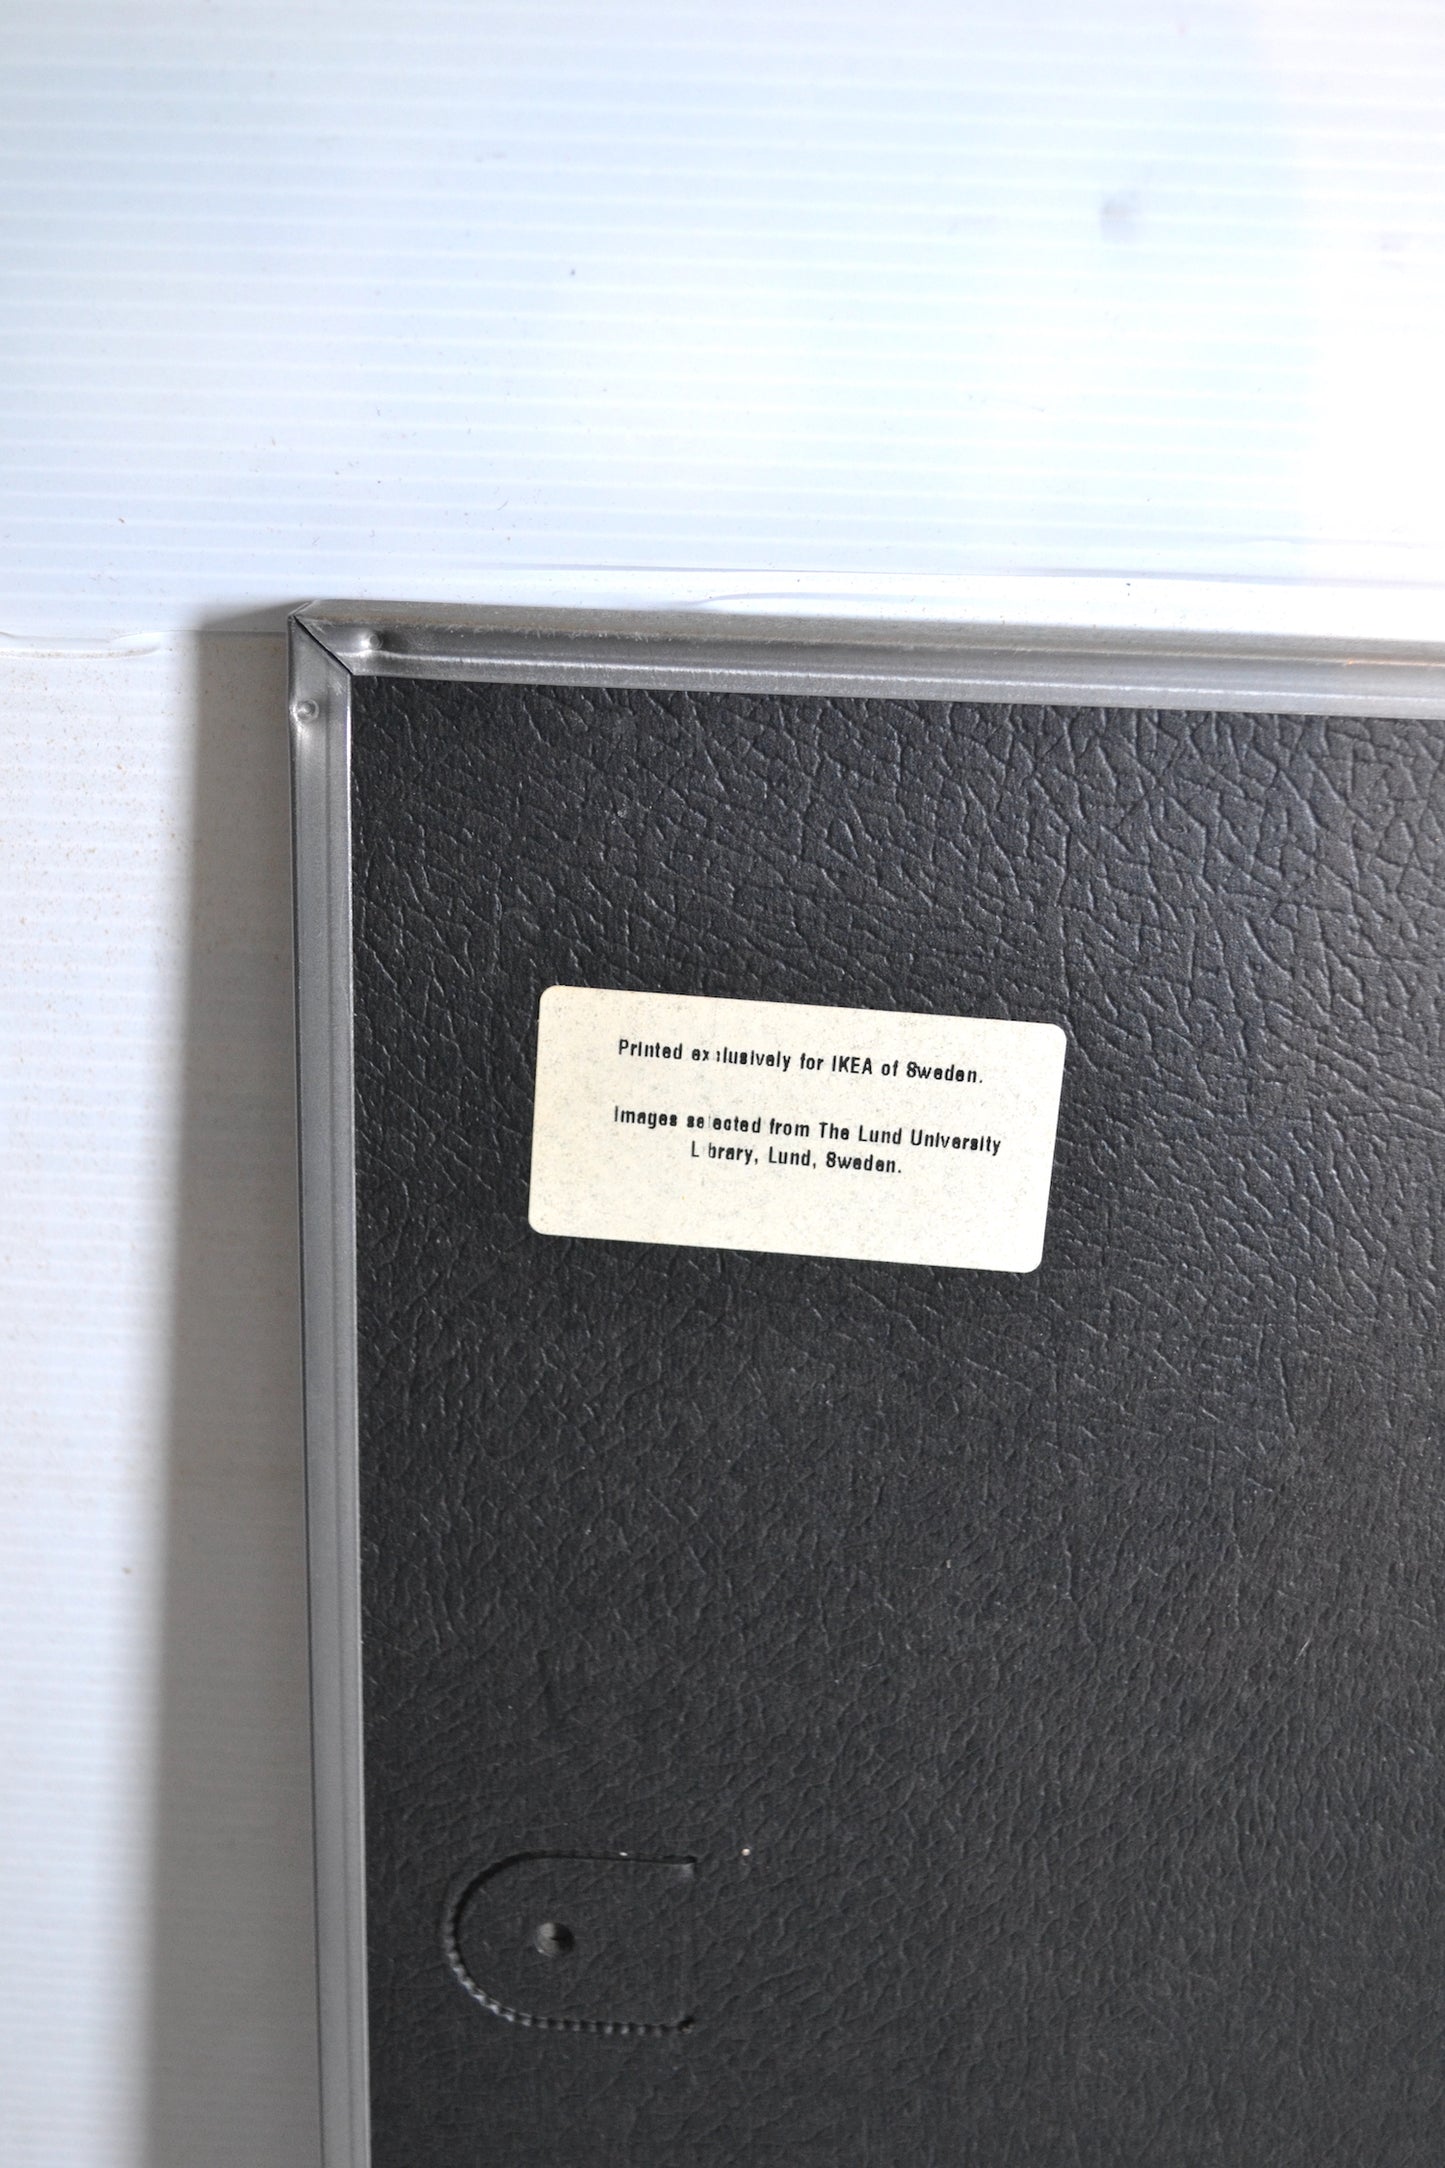 Printed exclusively for IKEA of Sweden.
Images selected from The Lund University
Library, Lund, Sweden.